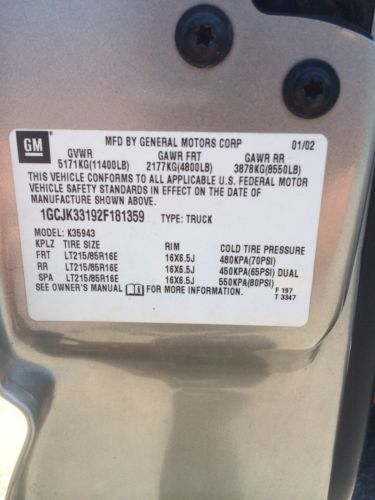 GM MFD BY GENERAL MOTORS CORP 01/02
GVWR GAWR FRT GAWR RR
5171KG(11400LB) 2177KG(4800LB) 3878KG(8550LB)
THIS VEHICLE CONFORMS TO ALL APPLICABLE U.S. FEDERAL MOTOR
VEHICLE SAFETY STANDARDS IN EFFECT ON THE DATE OF
MANUFACTURE SHOWN ABOVE.
1GCJK33192F181359 TYPE: TRUCK
MODEL: K35943
KPLZ TIRE SIZE RIM COLD TIRE PRESSURE
FRT LT215/85R16E 16X6.5J 480KPA(70PSI)
RR LT215/85R16E 16X6.5J 450KPA(65PSI) DUAL
SPA LT215/85R16E 16X6.5J 550KPA(80PSI)
SEE OWNER'S MANUAL FOR MORE INFORMATION. F 197
T 3347